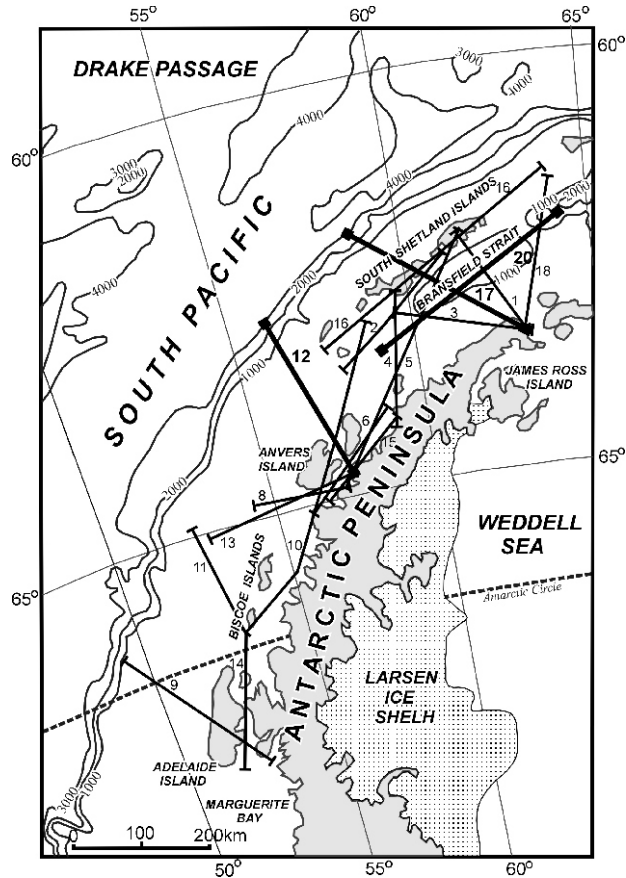 55° 60° 65°
DRAKE PASSAGE
3000
4000
60°
4000
60°
3000
2000
4000
4000
16
1000
2000
SOUTH SHETLAND ISLANDS
BRANSFIELD STRAIT
20
2000
1000
17
18
SOUTH PACIFIC
16
2
3
1
12
4
5
1000
JAMES ROSS
ISLAND
6
15
ANVERS
ISLAND
65°
2000
8
WEDDELL
SEA
13
10
11
BISCOE ISLANDS
ANTARCTIC PENINSULA
65°
Antarctic Circle
14
9
LARSEN
ICE
SHELH
ADELAIDE
ISLAND
MARGUERITE
BAY
3000
1000
0 100 200km
50° 55° 60°